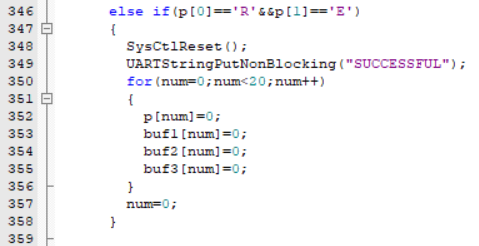 346 else if(p[0]=='R'&&p[1]=='E')
347 {
348 SysCtlReset();
349 UARTStringPutNonBlocking("SUCCESSFUL");
350 for(num=0;num<20;num++)
351 {
352 p[num]=0;
353 buf1[num]=0;
354 buf2[num]=0;
355 buf3[num]=0;
356 }
357 num=0;
358 }
359